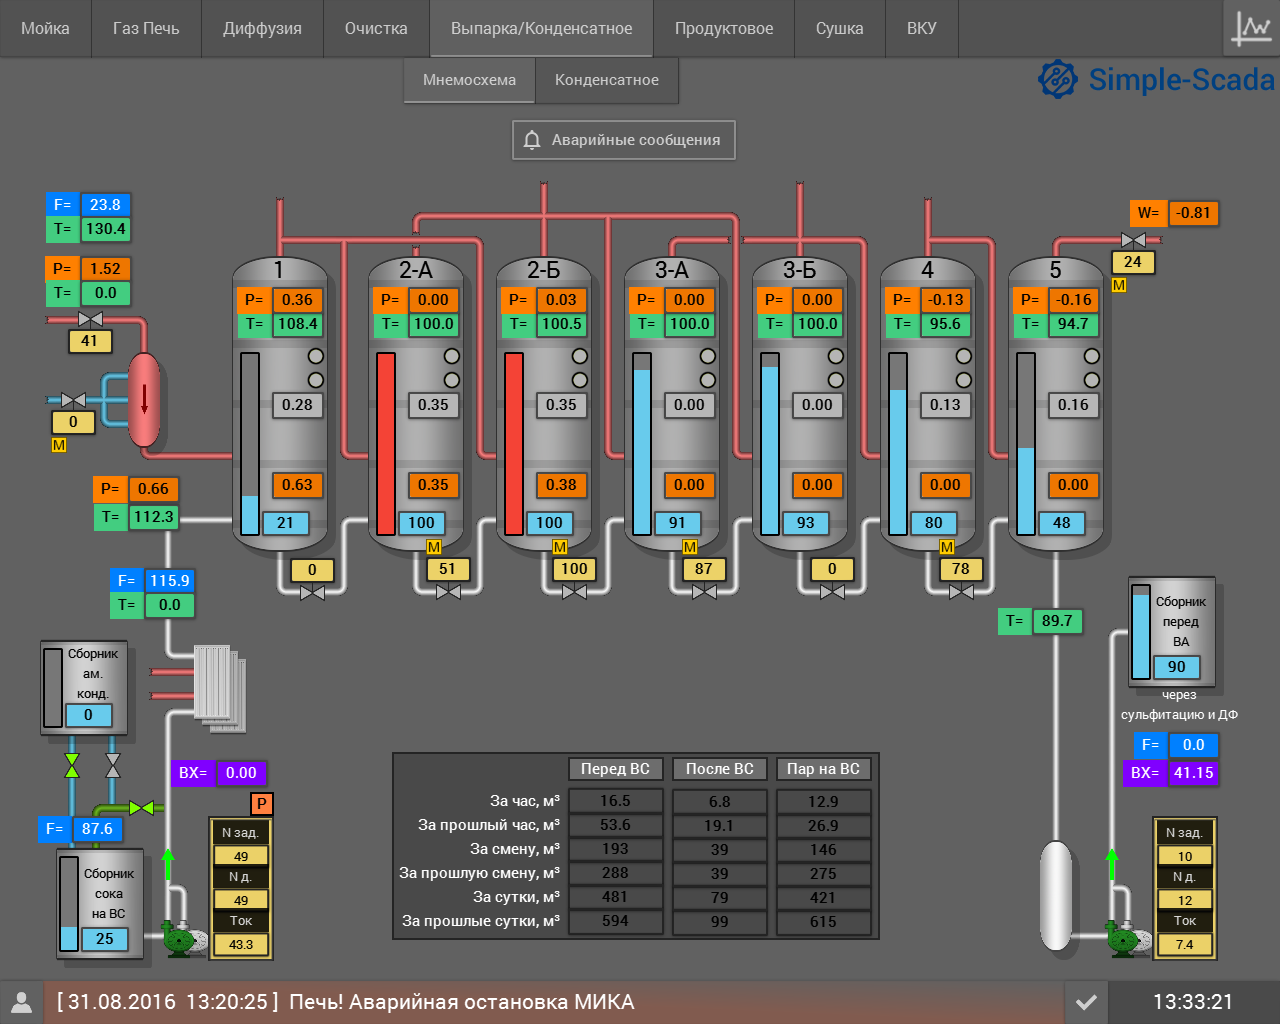 Мойка
Газ Печь
Диффузия
Очистка
Выпарка/Конденсатное
Продуктовое
Сушка
ВКУ
Мнемосхема
Конденсатное
Simple-Scada
Аварийные сообщения
F= 23.8
T= 130.4
P= 1.52
T= 0.0
41
0
M
W= -0.81
24
M
1
2-А
2-Б
3-А
3-Б
4
5
P= 0.36
P= 0.00
P= 0.03
P= 0.00
P= 0.00
P= -0.13
P= -0.16
T= 108.4
T= 100.0
T= 100.5
T= 100.0
T= 100.0
T= 95.6
T= 94.7
0.28
0.35
0.35
0.00
0.00
0.13
0.16
0.63
0.35
0.38
0.00
0.00
0.00
0.00
21
100
100
91
93
80
48
M
M
M
M
0
51
100
87
0
78
P= 0.66
T= 112.3
F= 115.9
T= 0.0
T= 89.7
Сборник
ам.
конд.
0
BX= 0.00
P
F= 87.6
Сборник
сока
на ВС
25
N зад.
49
N д.
49
Ток
43.3
Перед ВС После ВС Пар на ВС
За час, м³ 16.5 6.8 12.9
За прошлый час, м³ 53.6 19.1 26.9
За смену, м³ 193 39 146
За прошлую смену, м³ 288 39 275
За сутки, м³ 481 79 421
За прошлые сутки, м³ 594 99 615
Сборник
перед
ВА
90
через
сульфитацию и ДФ
F= 0.0
BX= 41.15
N зад.
10
N д.
12
Ток
7.4
[ 31.08.2016 13:20:25 ] Печь! Аварийная остановка МИКА
13:33:21